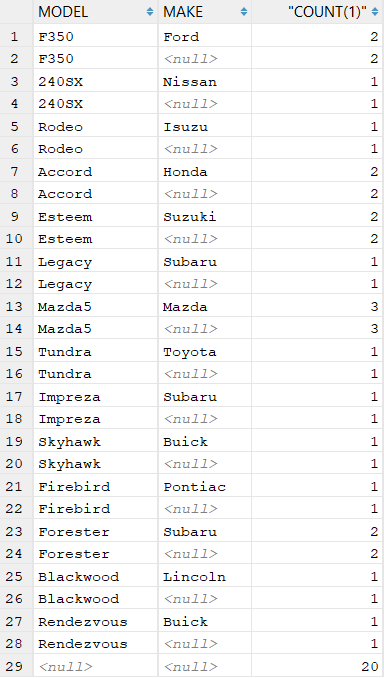 MODEL MAKE "COUNT(1)"
1 F350 Ford 2
2 F350 <null> 2
3 240SX Nissan 1
4 240SX <null> 1
5 Rodeo Isuzu 1
6 Rodeo <null> 1
7 Accord Honda 2
8 Accord <null> 2
9 Esteem Suzuki 2
10 Esteem <null> 2
11 Legacy Subaru 1
12 Legacy <null> 1
13 Mazda5 Mazda 3
14 Mazda5 <null> 3
15 Tundra Toyota 1
16 Tundra <null> 1
17 Impreza Subaru 1
18 Impreza <null> 1
19 Skyhawk Buick 1
20 Skyhawk <null> 1
21 Firebird Pontiac 1
22 Firebird <null> 1
23 Forester Subaru 2
24 Forester <null> 2
25 Blackwood Lincoln 1
26 Blackwood <null> 1
27 Rendezvous Buick 1
28 Rendezvous <null> 1
29 <null> <null> 20